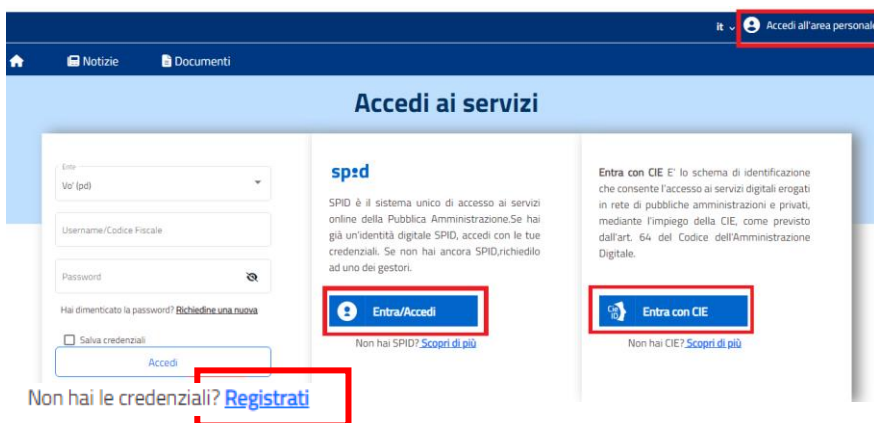 it Accedi all'area personale
Notizie Documenti
Accedi ai servizi
Ente
Vo' (pd)
Username/Codice Fiscale
Password
Hai dimenticato la password? Richiedine una nuova
Salva credenziali
Accedi
Non hai le credenziali? Registrati
sp:d
SPID è il sistema unico di accesso ai servizi
online della Pubblica Amministrazione.Se hai
già un'identità digitale SPID, accedi con le tue
credenziali. Se non hai ancora SPID,richiedilo
ad uno dei gestori.
Entra/Accedi
Non hai SPID? Scopri di più
Entra con CIE E' lo schema di identificazione
che consente l'accesso ai servizi digitali erogati
in rete di pubbliche amministrazioni e privati,
mediante l'impiego della CIE, come previsto
dall'art. 64 del Codice dell'Amministrazione
Digitale.
Entra con CIE
Non hai CIE? Scopri di più